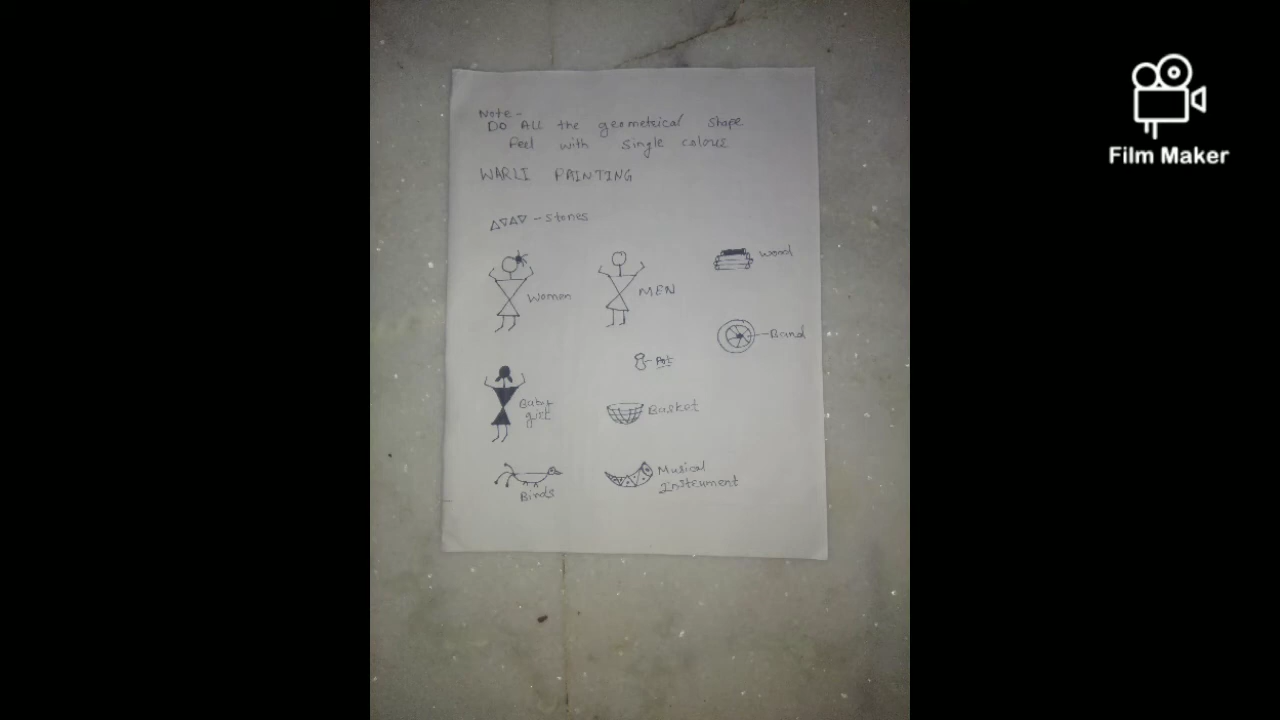 Note -
DO ALL the geometrical shape
feel with single colour
WARLI PAINTING
- Stones
Women
MEN
Wood
Band
Pot
Baby
girl
Basket
Birds
Musical
Instrument
Film Maker